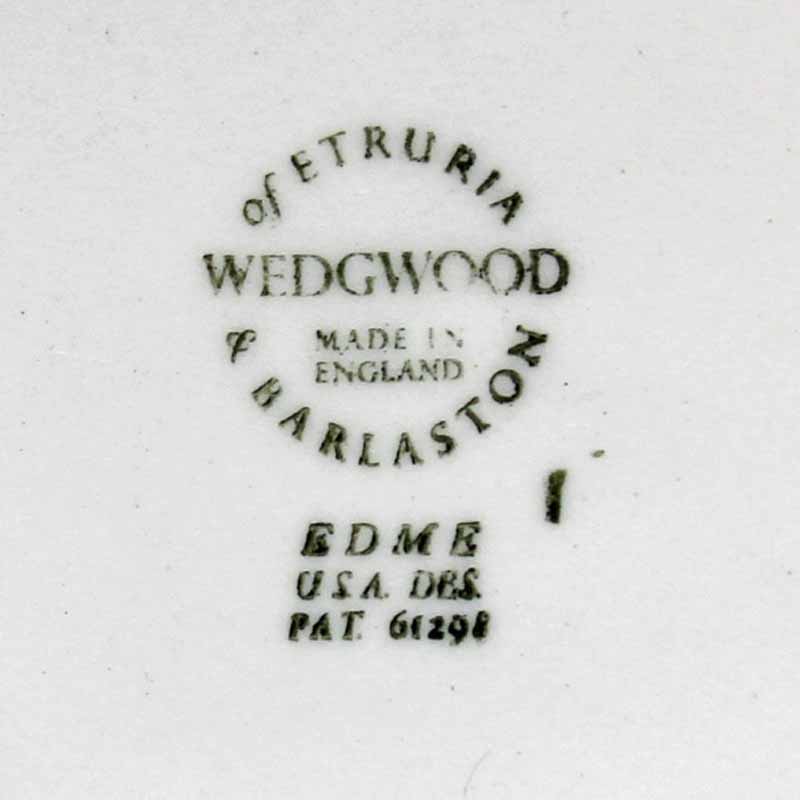 of ETRURIA
WEDGWOOD
MADE IN
ENGLAND
& BARLASTON
EDME
U.S.A. DES.
PAT. 61298